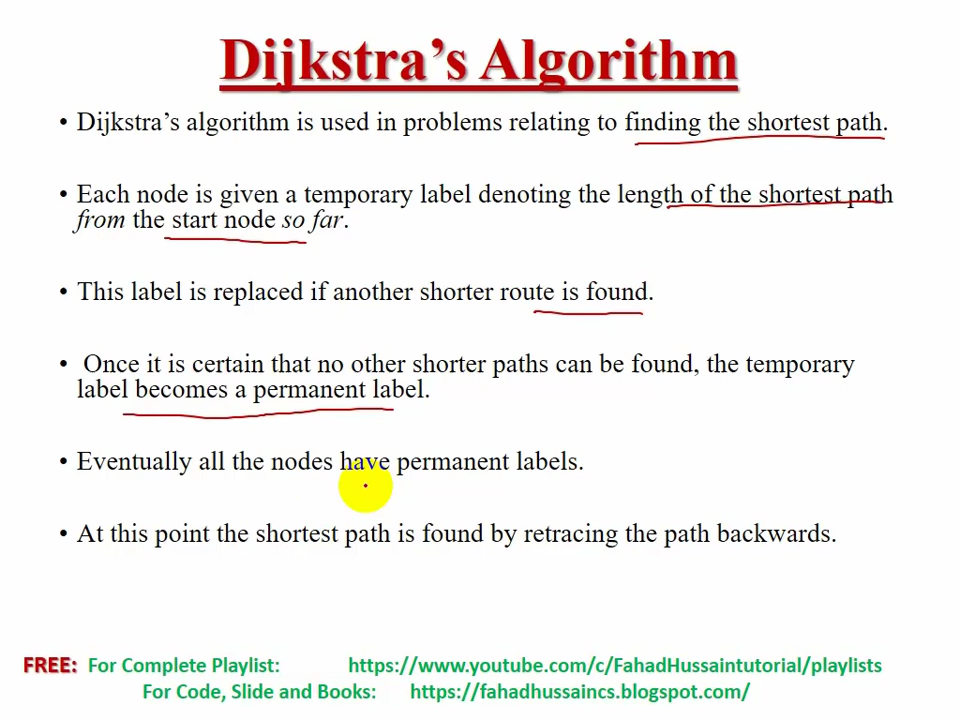 Dijkstra's Algorithm
• Dijkstra's algorithm is used in problems relating to finding the shortest path.
• Each node is given a temporary label denoting the length of the shortest path
from the start node so far.
• This label is replaced if another shorter route is found.
• Once it is certain that no other shorter paths can be found, the temporary
label becomes a permanent label.
• Eventually all the nodes have permanent labels.
• At this point the shortest path is found by retracing the path backwards.
FREE: For Complete Playlist: https://www.youtube.com/c/FahadHussaintutorial/playlists
For Code, Slide and Books: https://fahadhussaincs.blogspot.com/